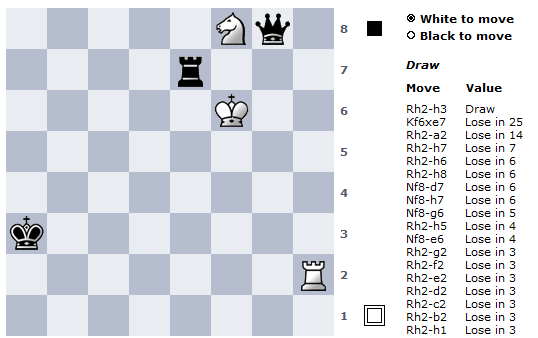 8
7
6
5
4
3
2
1
White to move
Black to move
Draw
Move Value
Rh2-h3 Draw
Kf6xe7 Lose in 25
Rh2-a2 Lose in 14
Rh2-h7 Lose in 7
Rh2-h6 Lose in 6
Rh2-h8 Lose in 6
Nf8-d7 Lose in 6
Nf8-h7 Lose in 6
Nf8-g6 Lose in 5
Rh2-h5 Lose in 4
Nf8-e6 Lose in 4
Rh2-g2 Lose in 3
Rh2-f2 Lose in 3
Rh2-e2 Lose in 3
Rh2-d2 Lose in 3
Rh2-c2 Lose in 3
Rh2-b2 Lose in 3
Rh2-h1 Lose in 3